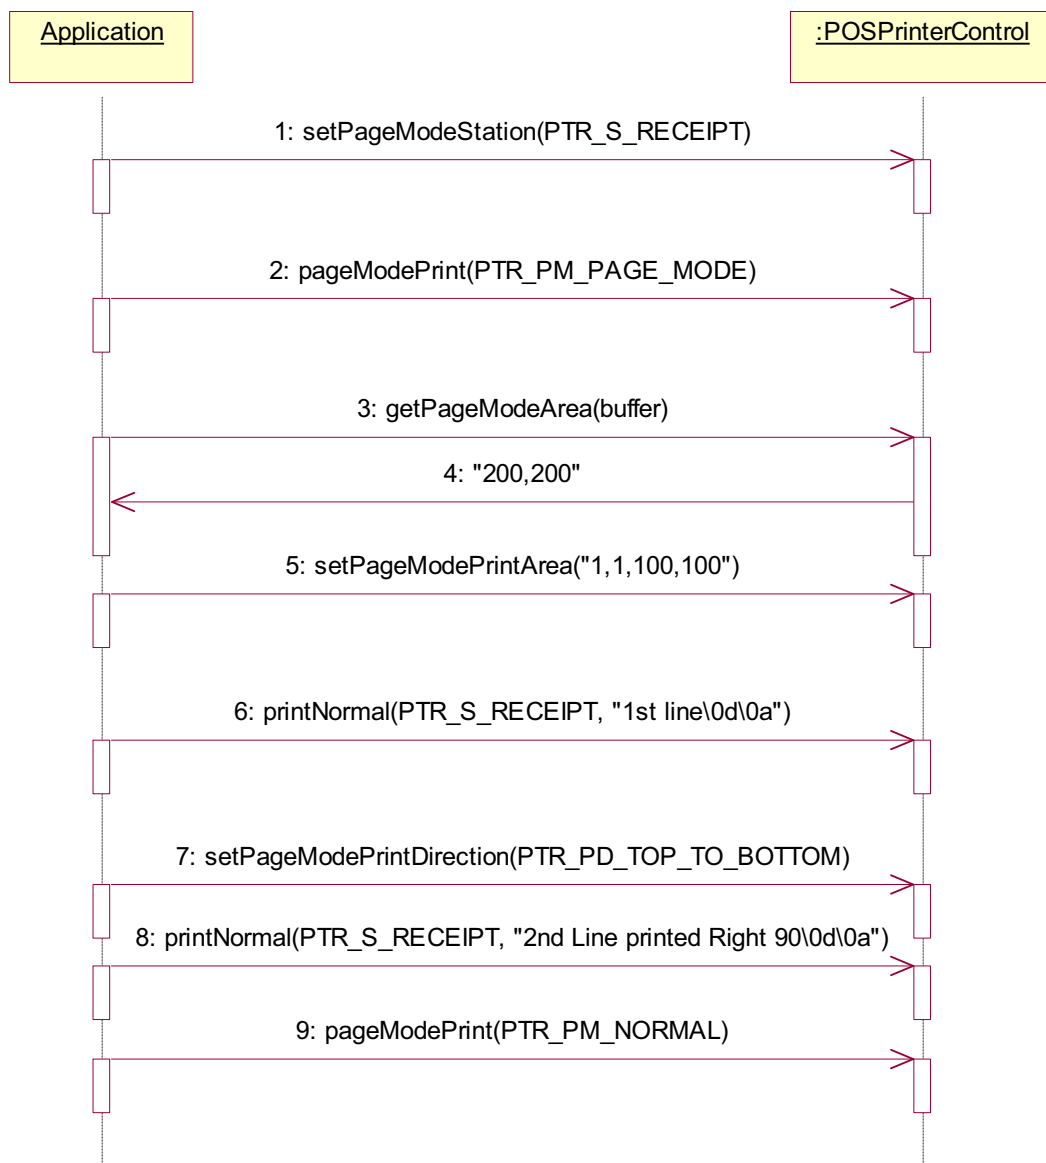 Application
:POSPrinterControl
1: setPageModeStation(PTR_S_RECEIPT)
2: pageModePrint(PTR_PM_PAGE_MODE)
3: getPageModeArea(buffer)
4: "200,200"
5: setPageModePrintArea("1,1,100,100")
6: printNormal(PTR_S_RECEIPT, "1st line\0d\0a")
7: setPageModePrintDirection(PTR_PD_TOP_TO_BOTTOM)
8: printNormal(PTR_S_RECEIPT, "2nd Line printed Right 90\0d\0a")
9: pageModePrint(PTR_PM_NORMAL)